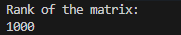 Rank of the matrix:
1000